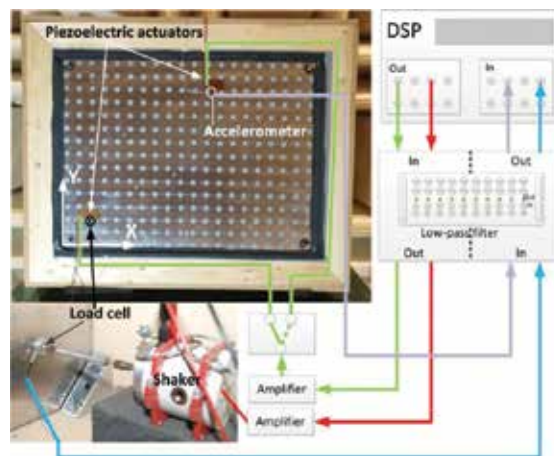 Piezoelectric actuators
DSP
Out
In
Accelerometer
In
Out
Y
X
Low-pass filter
Out
In
Load cell
Shaker
Amplifier
Amplifier